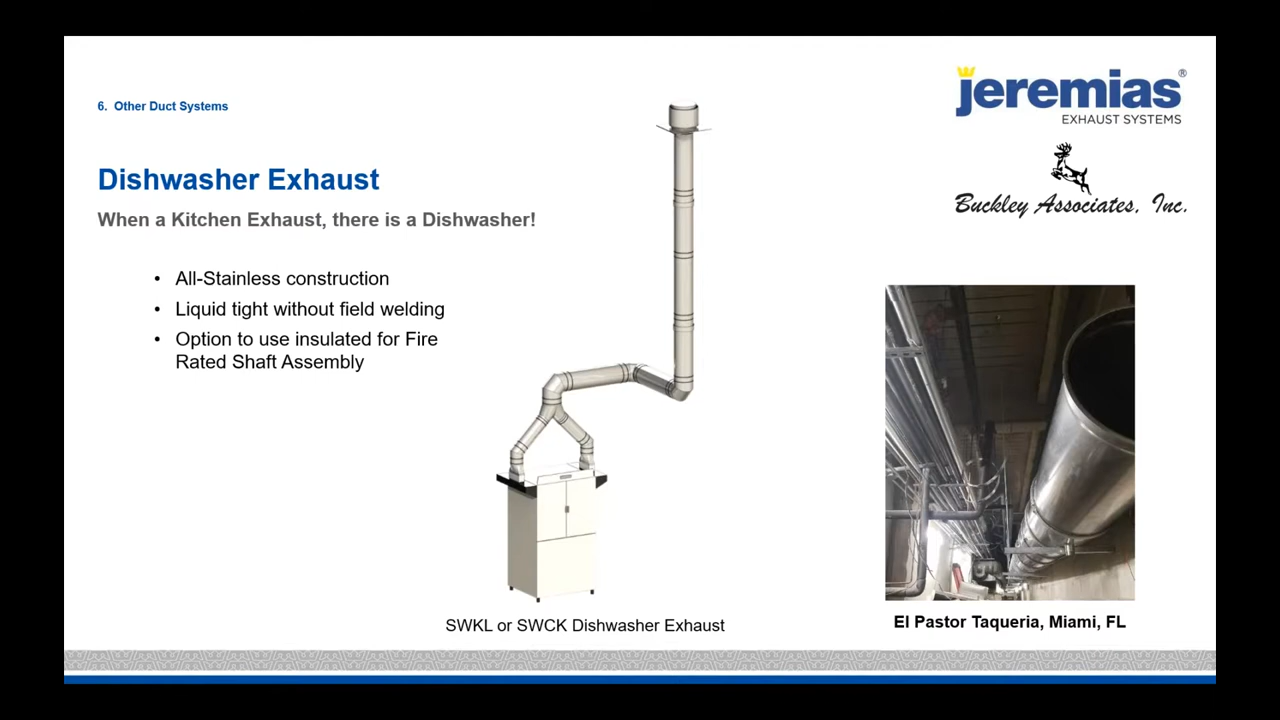 6. Other Duct Systems
jeremias®
EXHAUST SYSTEMS
Buckley Associates, Inc.
Dishwasher Exhaust
When a Kitchen Exhaust, there is a Dishwasher!
• All-Stainless construction
• Liquid tight without field welding
• Option to use insulated for Fire
Rated Shaft Assembly
SWKL or SWCK Dishwasher Exhaust
El Pastor Taqueria, Miami, FL